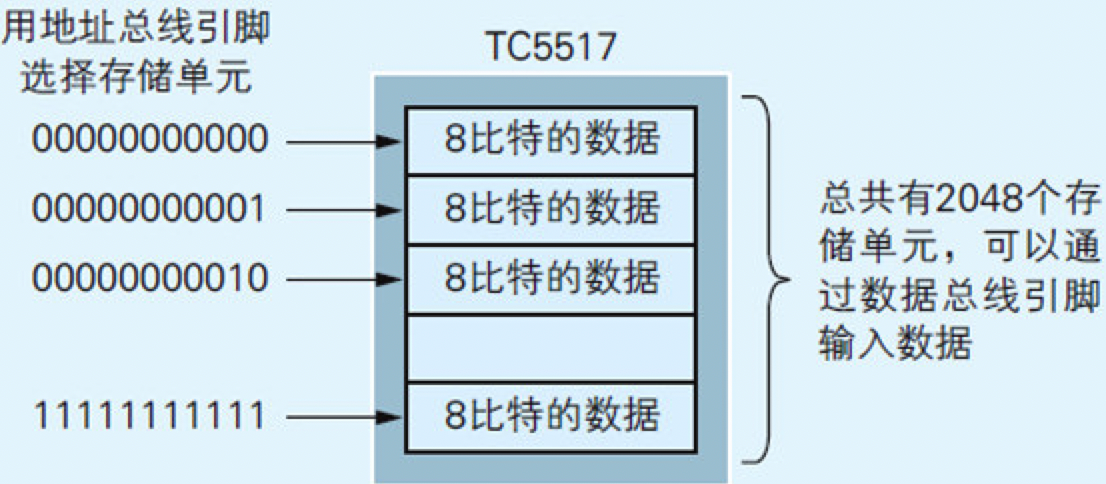 用地址总线引脚
选择存储单元
TC5517
00000000000
8比特的数据
00000000001
8比特的数据
00000000010
8比特的数据
11111111111
8比特的数据
总共有2048个存
储单元，可以通
过数据总线引脚
输入数据